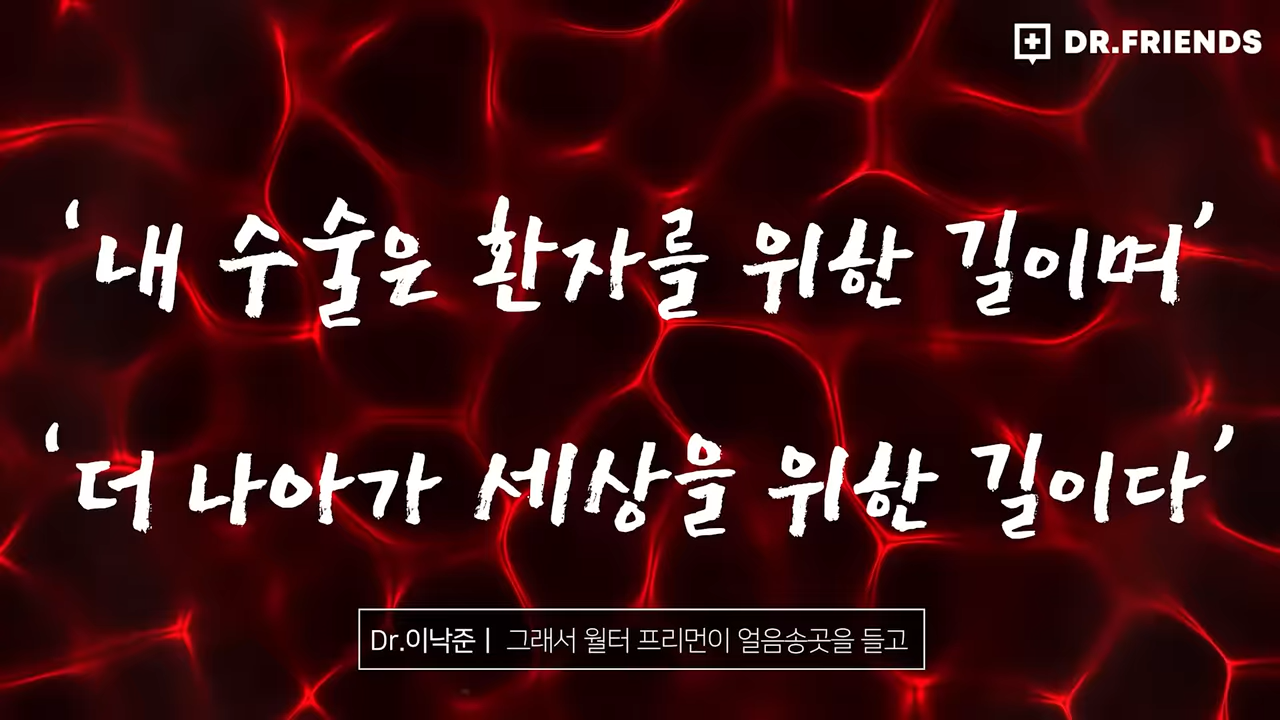 DR.FRIENDS
‘내 수술은 환자를 위한 길이며’
‘더 나아가 세상을 위한 길이다’
Dr.이낙준 | 그래서 월터 프리먼이 얼음송곳을 들고